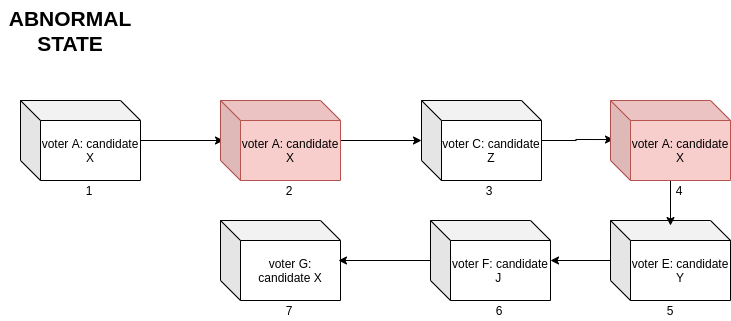 ABNORMAL
STATE
voter A: candidate
X
1
voter A: candidate
X
2
voter C: candidate
Z
3
voter A: candidate
X
4
voter G:
candidate X
7
voter F: candidate
J
6
voter E: candidate
Y
5